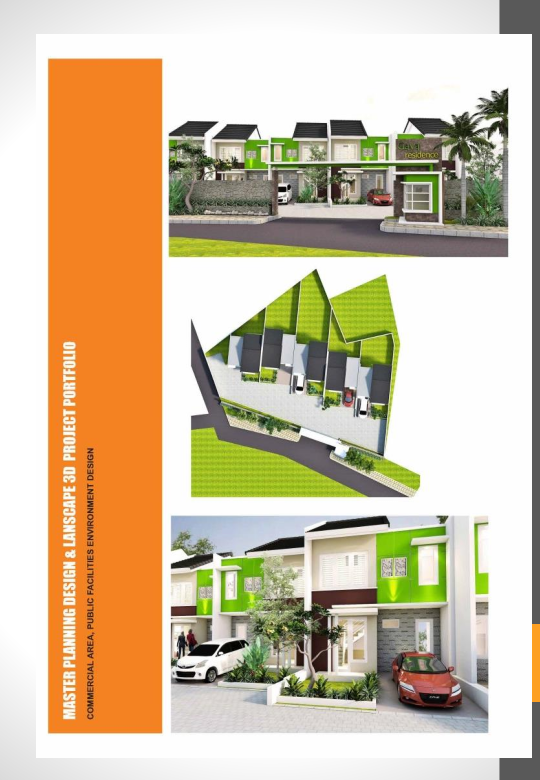 MASTER PLANNING DESIGN & LANSCAPE 3D PROJECT PORTFOLIO
COMMERCIAL AREA, PUBLIC FACILITIES ENVIRONMENT DESIGN
residence